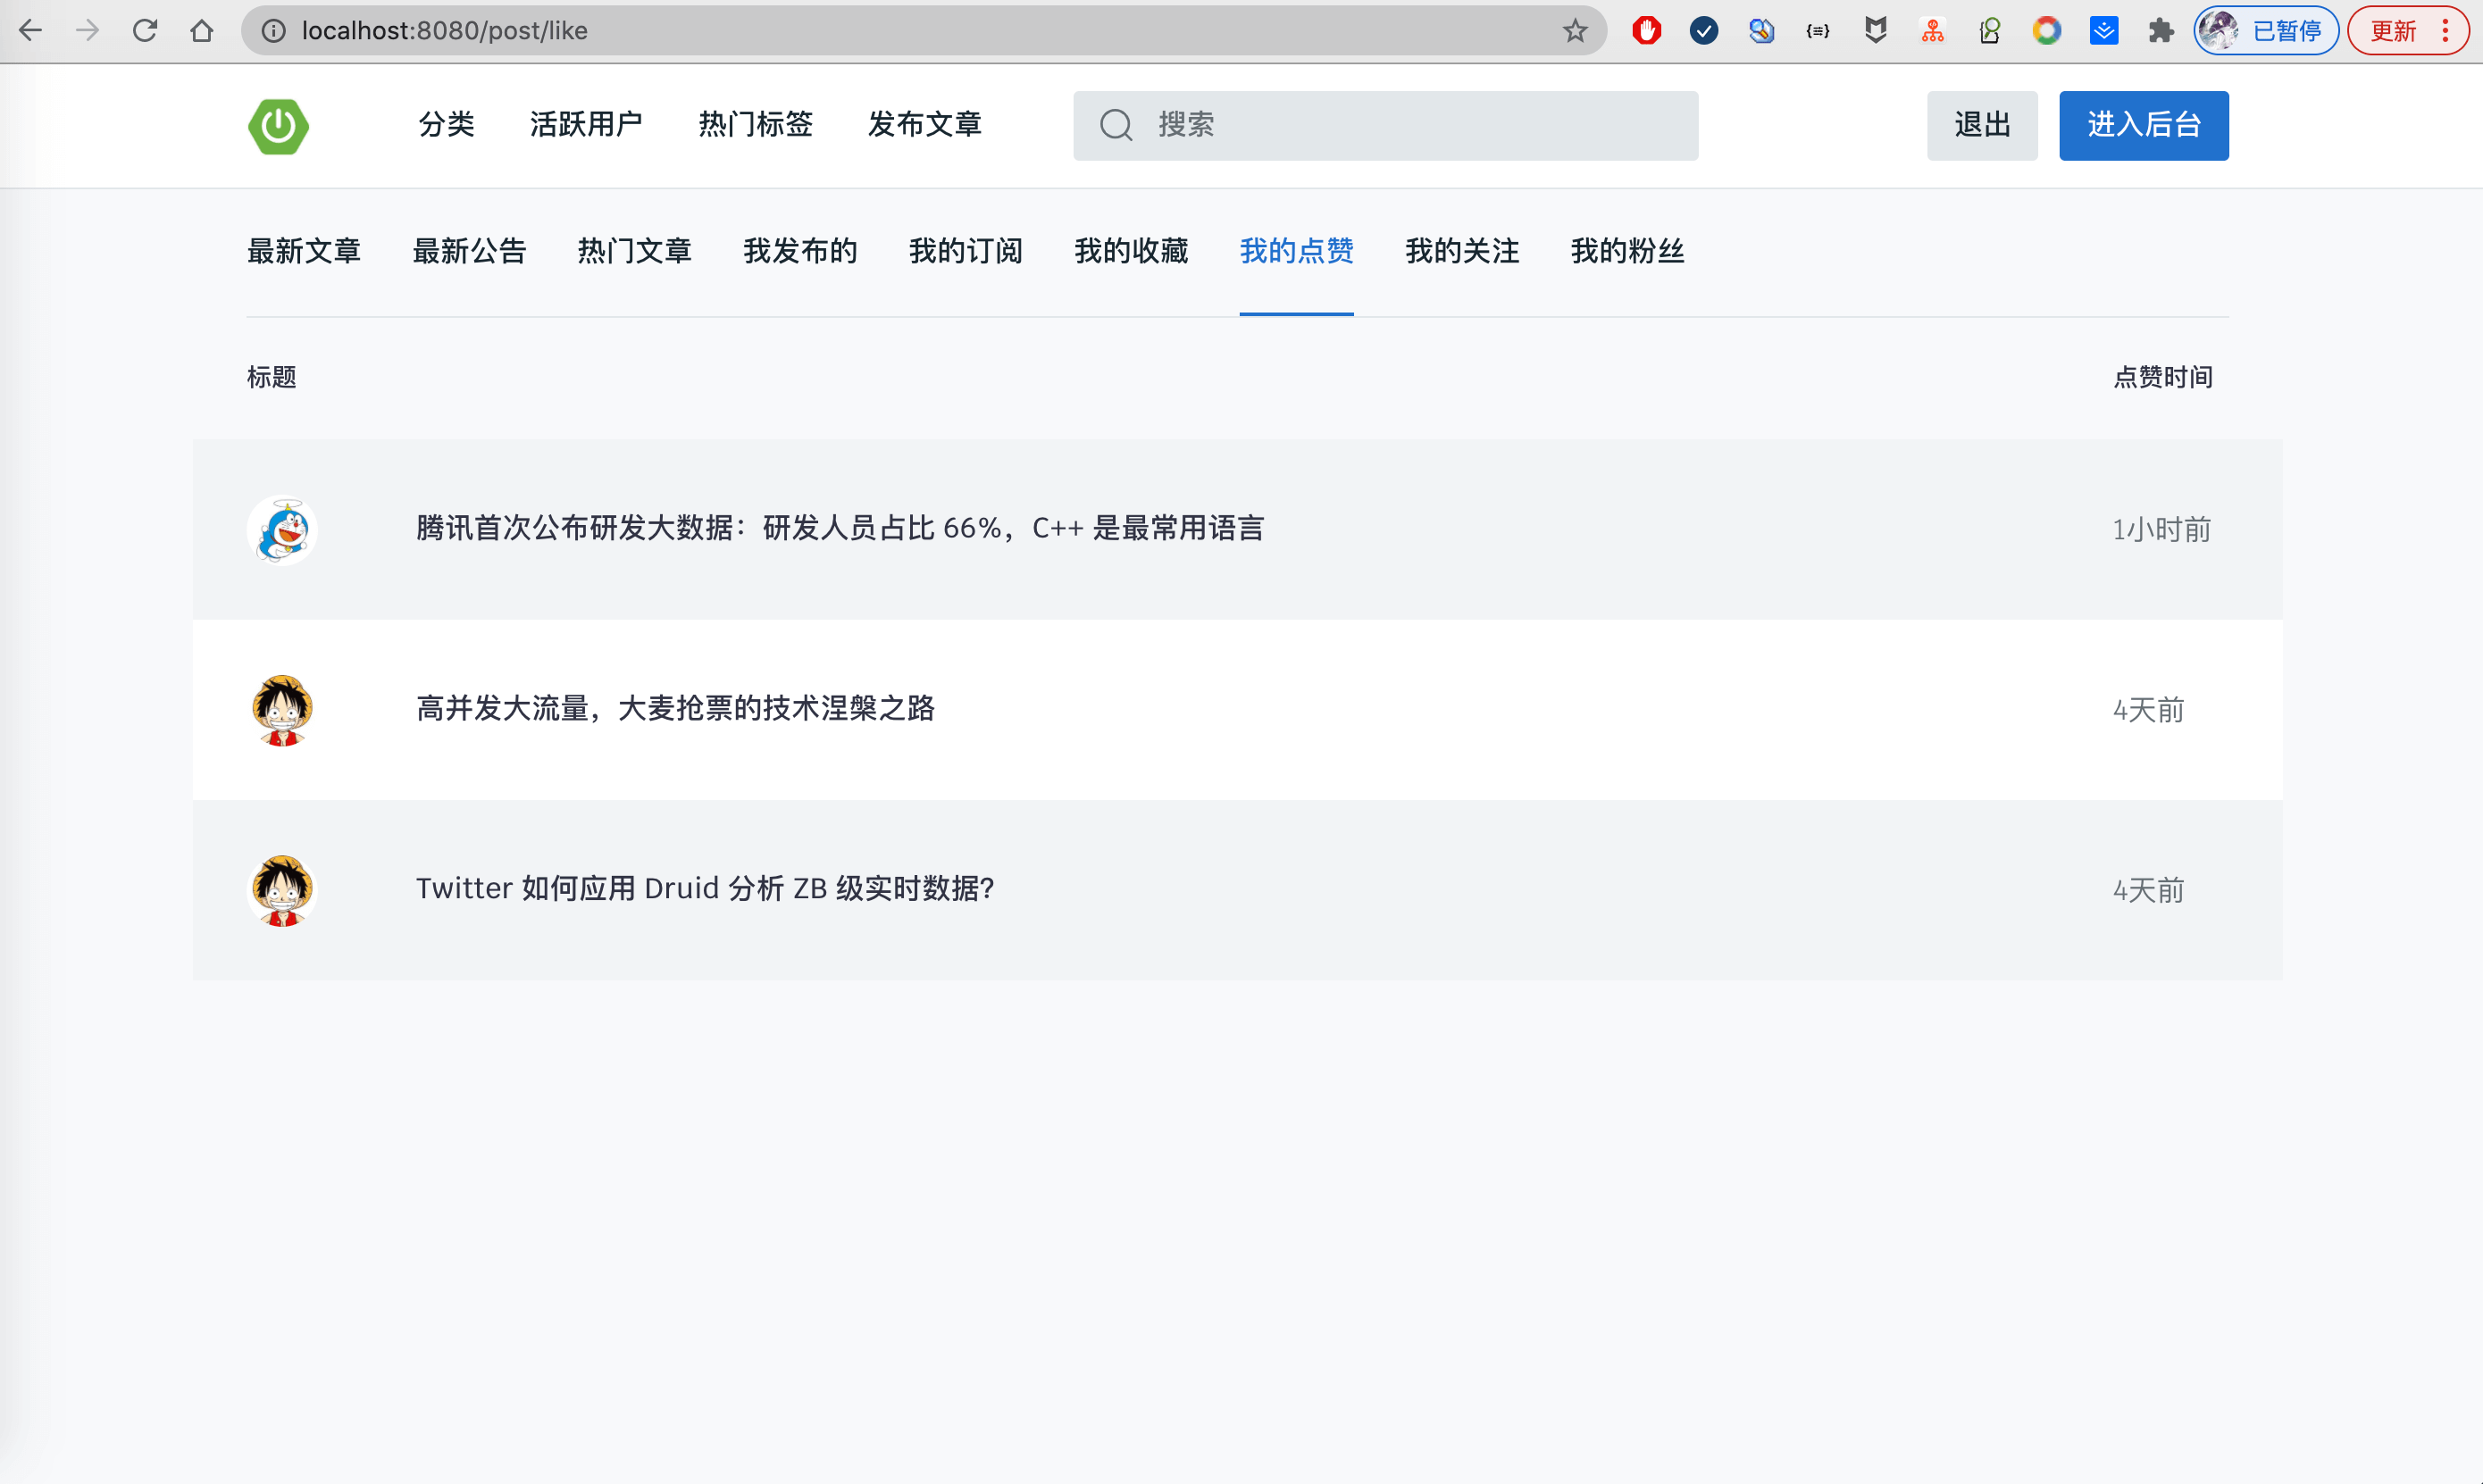 localhost:8080/post/like
已暂停
更新
分类 活跃用户 热门标签 发布文章 搜索 退出 进入后台
最新文章 最新公告 热门文章 我发布的 我的订阅 我的收藏 我的点赞 我的关注 我的粉丝
标题 点赞时间
腾讯首次公布研发大数据：研发人员占比 66%，C++ 是最常用语言 1小时前
高并发大流量，大麦抢票的技术涅槃之路 4天前
Twitter 如何应用 Druid 分析 ZB 级实时数据? 4天前